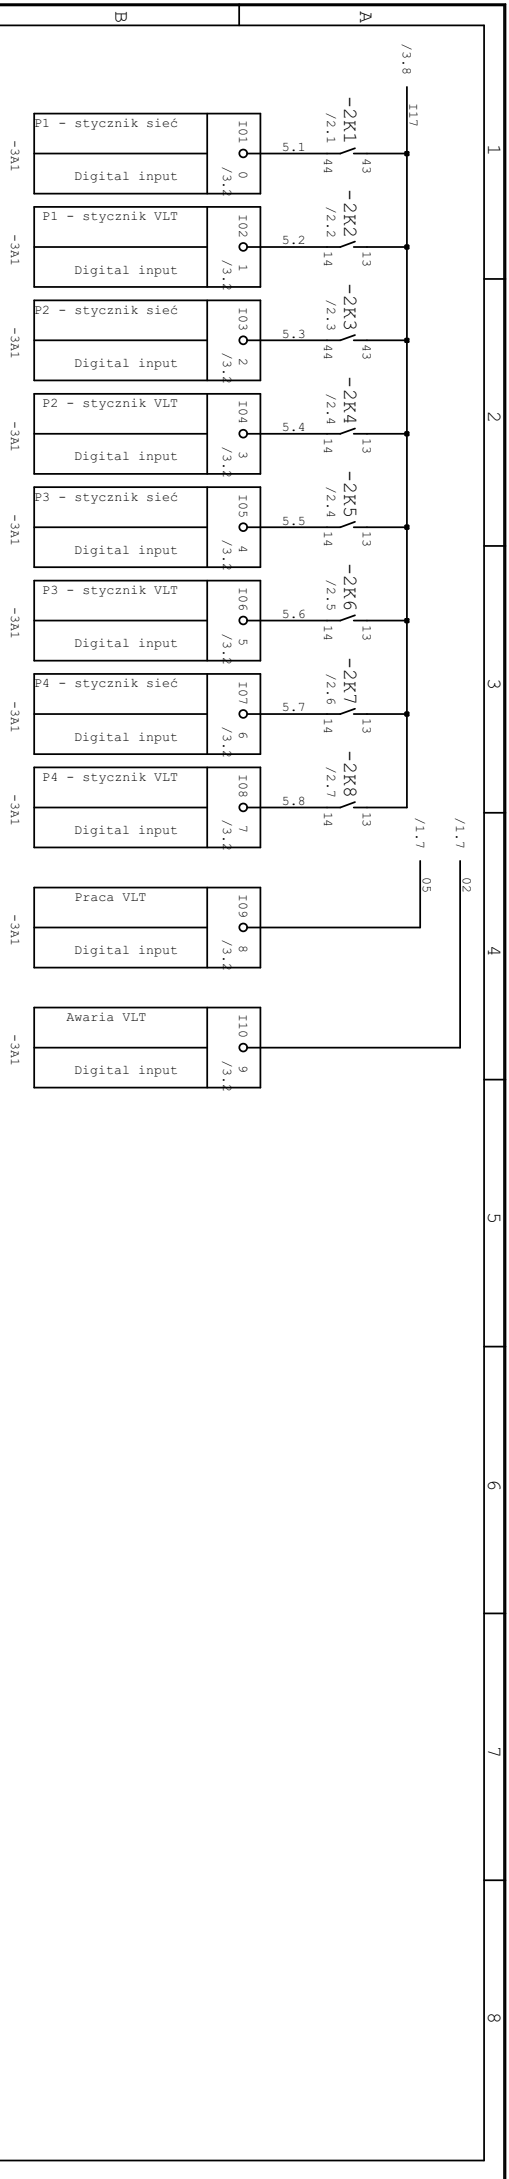 B
A
/3.8
I17
1
2
3
4
5
6
7
8
-2K1
/2.1
43
44
5.1
P1 - stycznik sieć
Digital input
I01
0
/3.2
-3A1
-2K2
/2.2
13
14
5.2
P1 - stycznik VLT
Digital input
I02
1
/3.2
-3A1
-2K3
/2.3
43
44
5.3
P2 - stycznik sieć
Digital input
I03
2
/3.2
-3A1
-2K4
/2.4
13
14
5.4
P2 - stycznik VLT
Digital input
I04
3
/3.2
-3A1
-2K5
/2.4
13
14
5.5
P3 - stycznik sieć
Digital input
I05
4
/3.2
-3A1
-2K6
/2.5
13
14
5.6
P3 - stycznik VLT
Digital input
I06
5
/3.2
-3A1
-2K7
/2.6
13
14
5.7
P4 - stycznik sieć
Digital input
I07
6
/3.2
-3A1
-2K8
/2.7
13
14
5.8
P4 - stycznik VLT
Digital input
I08
7
/3.2
-3A1
/1.7
05
Praca VLT
Digital input
I09
8
/3.2
-3A1
/1.7
02
Awaria VLT
Digital input
I10
9
/3.2
-3A1